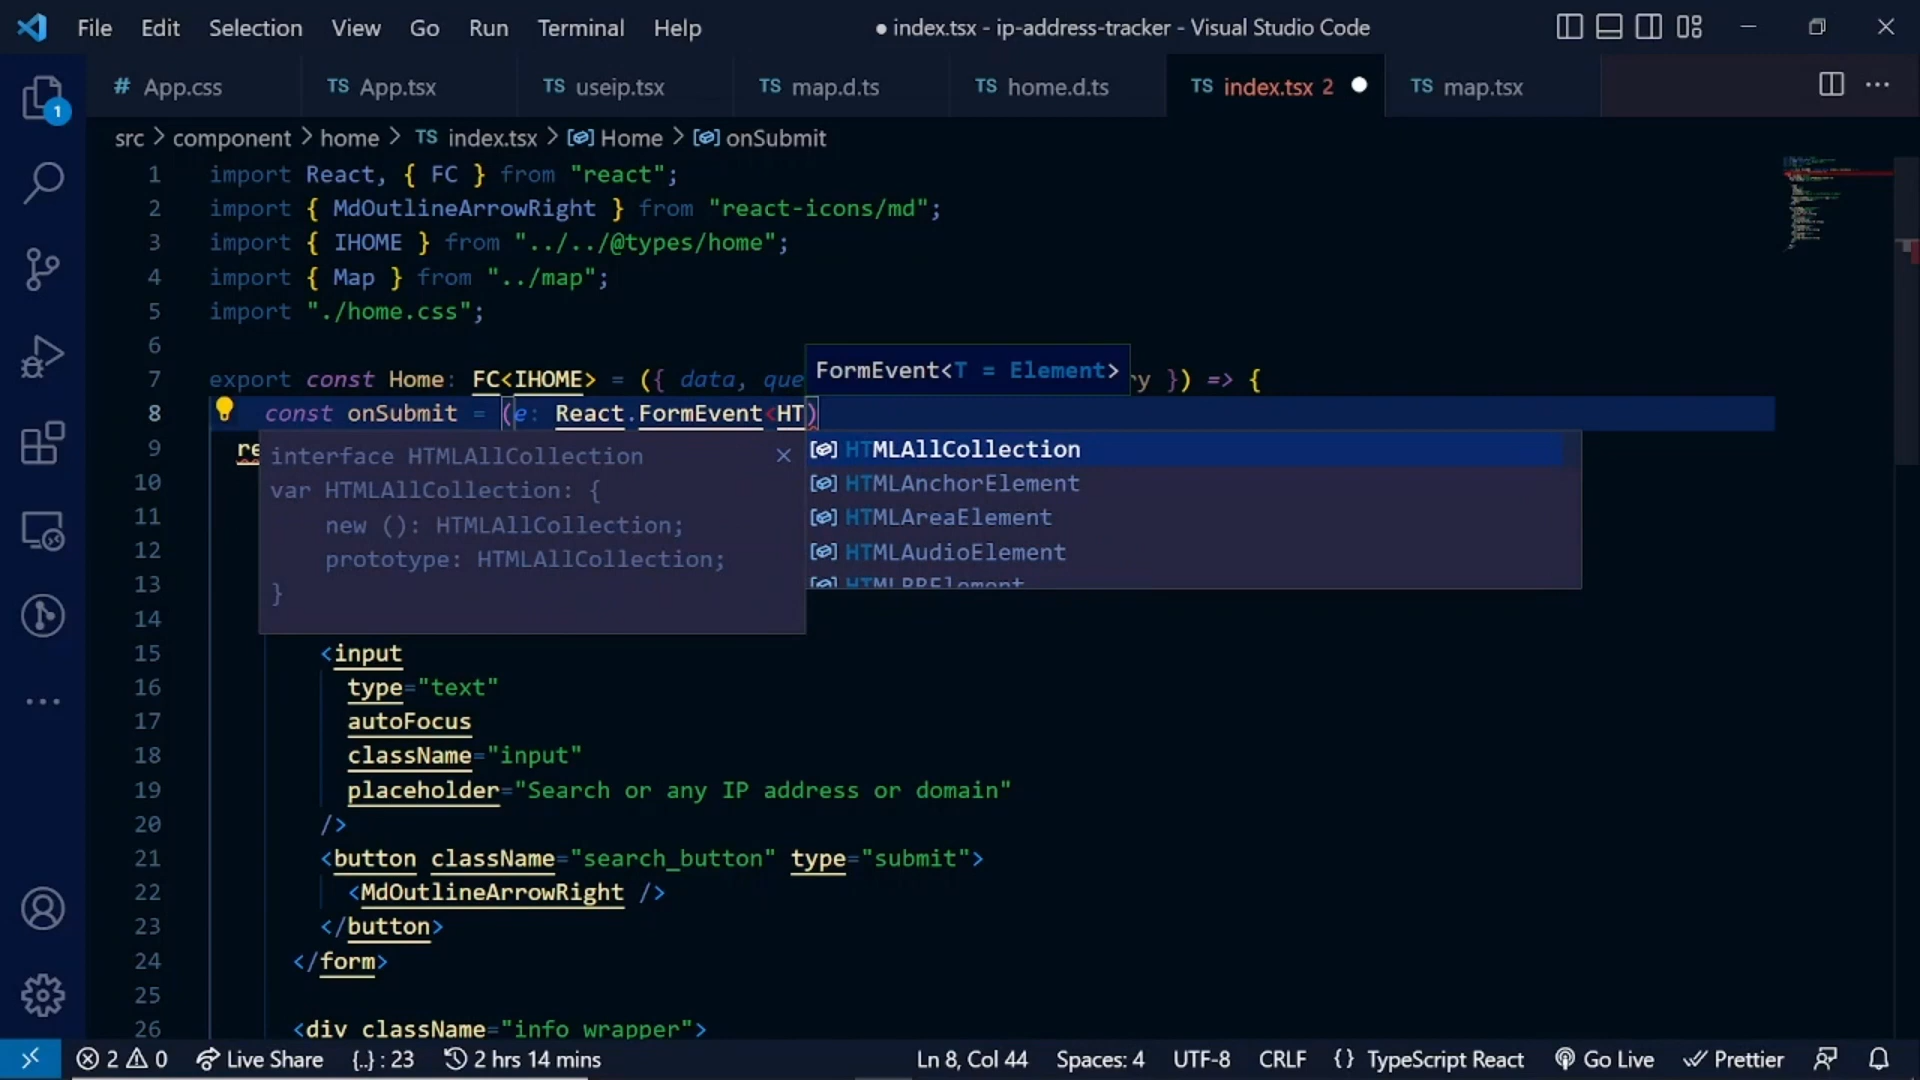 File Edit Selection View Go Run Terminal Help
● index.tsx - ip-address-tracker - Visual Studio Code
# App.css
TS App.tsx
TS useip.tsx
TS map.d.ts
TS home.d.ts
TS index.tsx 2
TS map.tsx
1
src > component > home > TS index.tsx > Home > onSubmit
1 import React, { FC } from "react";
2 import { MdOutlineArrowRight } from "react-icons/md";
3 import { IHOME } from "../../@types/home";
4 import { Map } from "../map";
5 import "./home.css";
6
FormEvent<T = Element>
7 export const Home: FC<IHOME> = ({ data, que ry }) => {
8 const onSubmit = (e: React.FormEvent<HT)
9 re
interface HTMLAllCollection
var HTMLAllCollection: {
new (): HTMLAllCollection;
prototype: HTMLAllCollection;
}
HTMLAllCollection
HTMLAnchorElement
HTMLAreaElement
HTMLAudioElement
HTMLBRElement
10
11
12
13
14
15 <input
16 type="text"
17 autoFocus
18 className="input"
19 placeholder="Search or any IP address or domain"
20 />
21 <button className="search_button" type="submit">
22 <MdOutlineArrowRight />
23 </button>
24 </form>
25
26 <div className="info_wrapper">
2 0 Live Share {..} : 23 2 hrs 14 mins
Ln 8, Col 44 Spaces: 4 UTF-8 CRLF {} TypeScript React Go Live Prettier